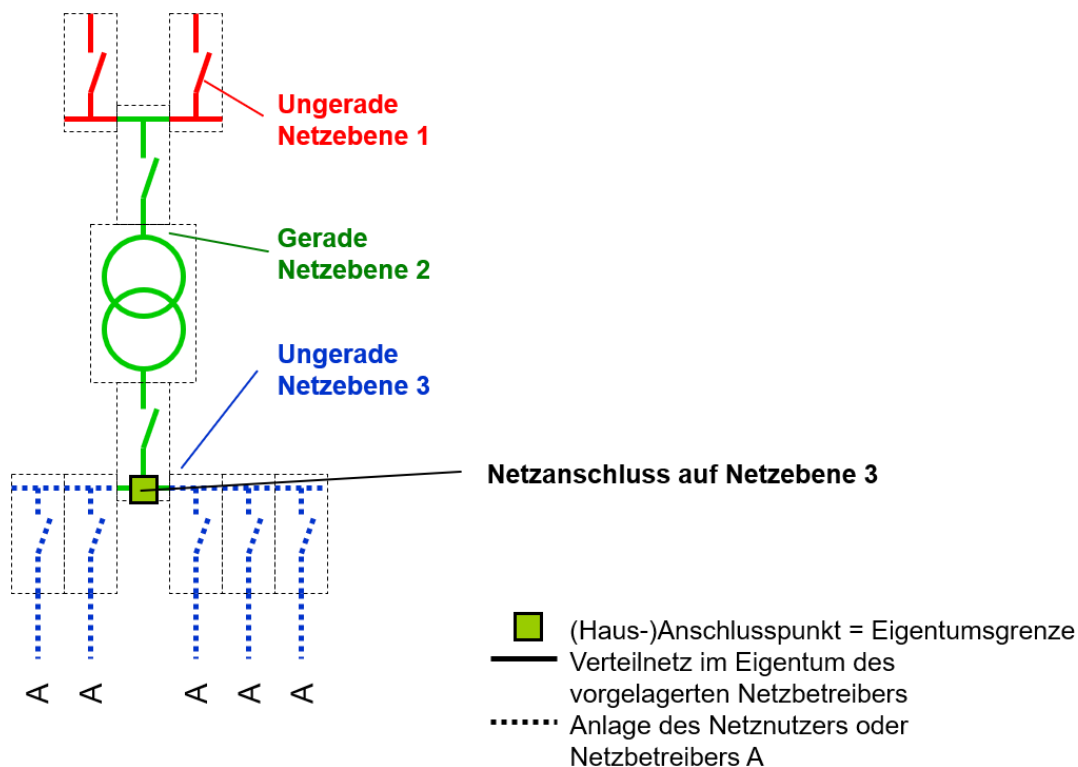 Ungerade
Netzebene 1
Gerade
Netzebene 2
Ungerade
Netzebene 3
Netzanschluss auf Netzebene 3
(Haus-)Anschlusspunkt = Eigentumsgrenze
Verteilnetz im Eigentum des
vorgelagerten Netzbetreibers
Anlage des Netznutzers oder
Netzbetreibers A
A A A A A